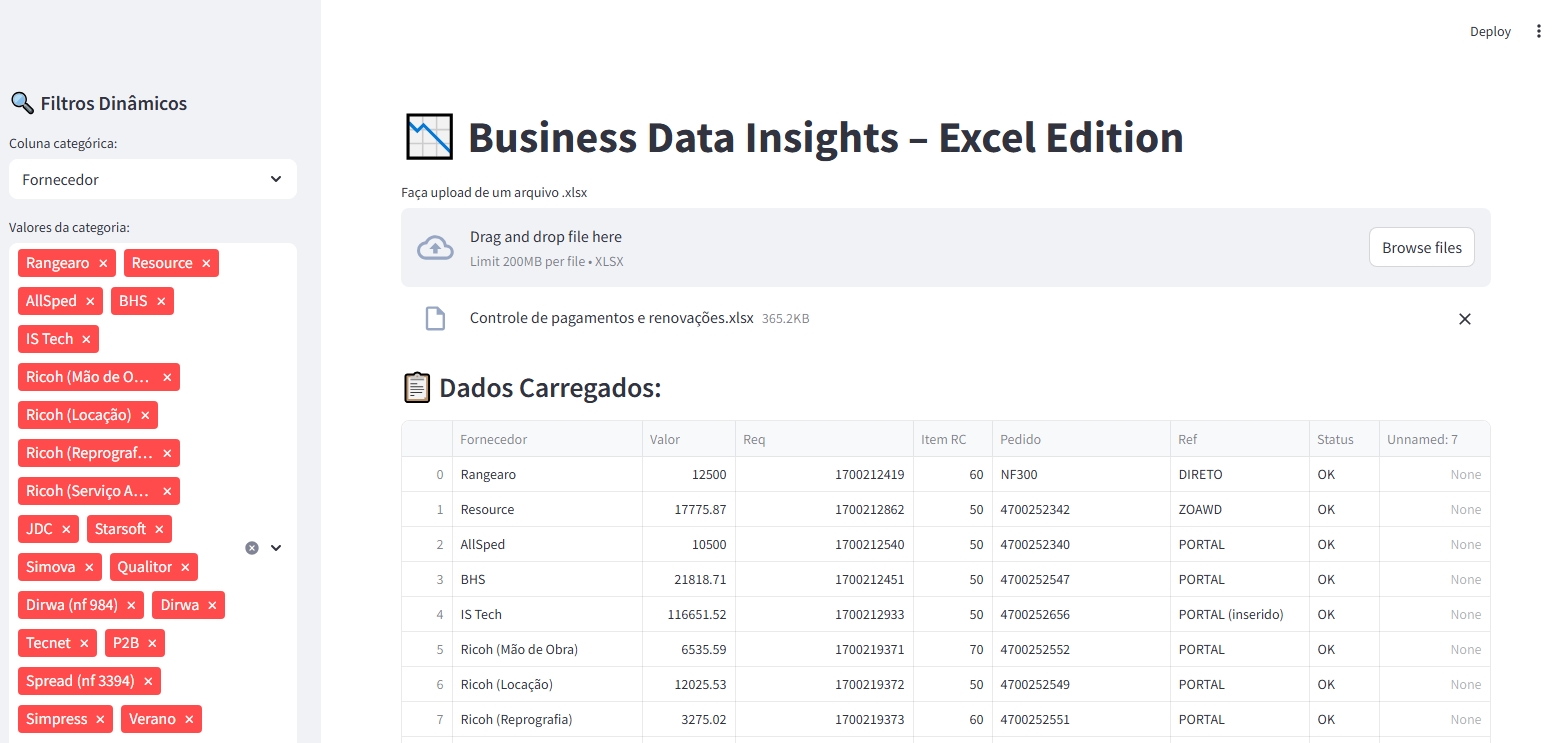 Deploy
Filtros Dinâmicos
Coluna categórica:
Fornecedor
Valores da categoria:
Rangearo × Resource ×
AllSped × BHS ×
IS Tech ×
Ricoh (Mão de O... ×
Ricoh (Locação) ×
Ricoh (Reprograf... ×
Ricoh (Serviço A... ×
JDC × Starsoft ×
Simova × Qualitor ×
Dirwa (nf 984) × Dirwa ×
Tecnet × P2B ×
Spread (nf 3394) ×
Simpress × Verano ×
Business Data Insights – Excel Edition
Faça upload de um arquivo .xlsx
Drag and drop file here
Limit 200MB per file • XLSX
Browse files
Controle de pagamentos e renovações.xlsx 365.2KB
Dados Carregados:
Fornecedor Valor Req Item RC Pedido Ref Status Unnamed: 7
0 Rangearo 12500 1700212419 60 NF300 DIRETO OK None
1 Resource 17775.87 1700212862 50 4700252342 ZOAWD OK None
2 AllSped 10500 1700212540 50 4700252340 PORTAL OK None
3 BHS 21818.71 1700212451 50 4700252547 PORTAL OK None
4 IS Tech 116651.52 1700212933 50 4700252656 PORTAL (inserido) OK None
5 Ricoh (Mão de Obra) 6535.59 1700219371 70 4700252552 PORTAL OK None
6 Ricoh (Locação) 12025.53 1700219372 50 4700252549 PORTAL OK None
7 Ricoh (Reprografia) 3275.02 1700219373 60 4700252551 PORTAL OK None